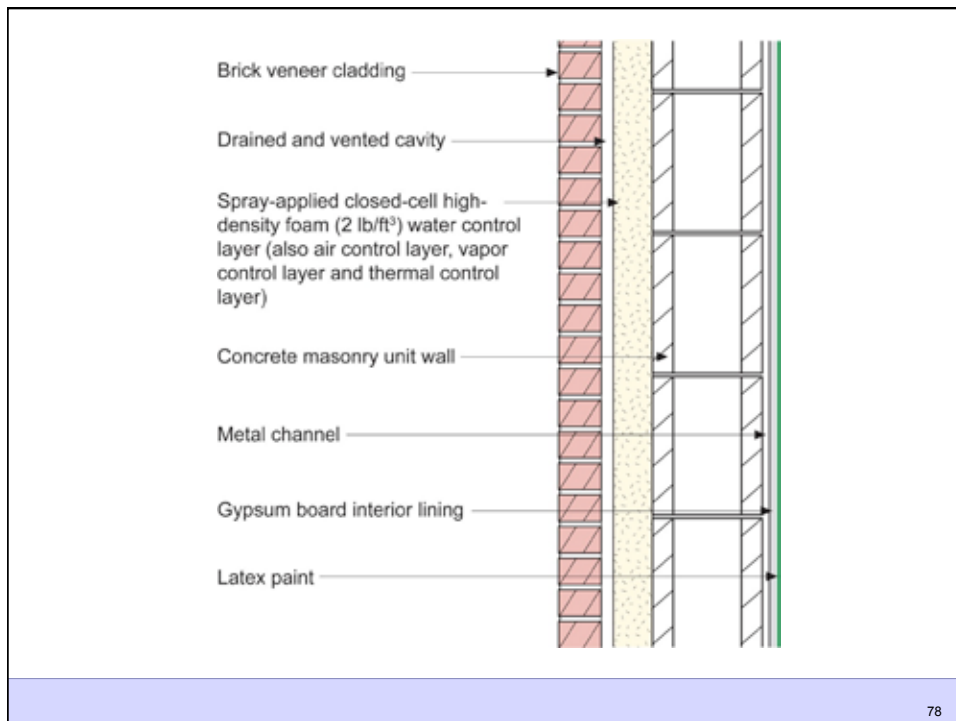 Brick veneer cladding
Drained and vented cavity
Spray-applied closed-cell high-
density foam (2 lb/ft³) water control
layer (also air control layer, vapor
control layer and thermal control
layer)
Concrete masonry unit wall
Metal channel
Gypsum board interior lining
Latex paint
78